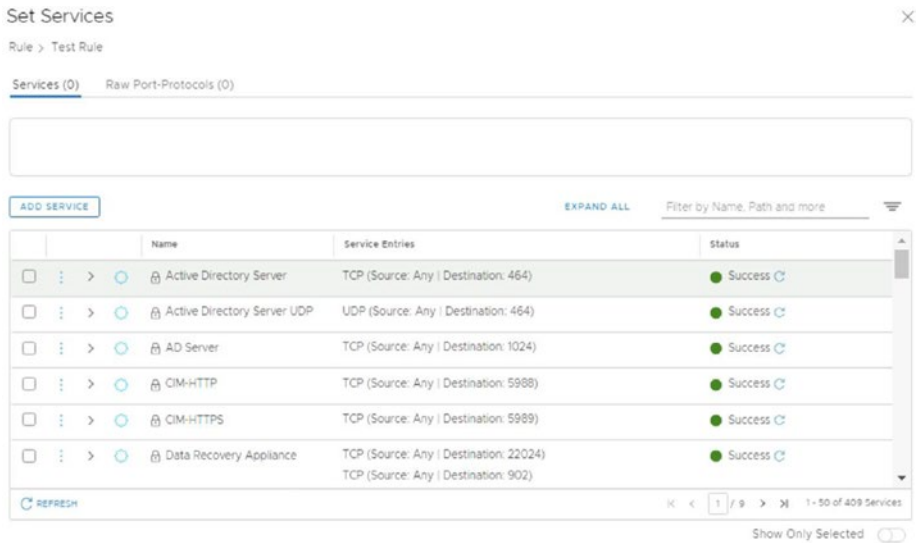 Set Services
Rule > Test Rule
Services (0) Raw Port-Protocols (0)
ADD SERVICE EXPAND ALL Filter by Name, Path and more
Name Service Entries Status
Active Directory Server TCP (Source: Any | Destination: 464) Success
Active Directory Server UDP UDP (Source: Any | Destination: 464) Success
AD Server TCP (Source: Any | Destination: 1024) Success
CIM-HTTP TCP (Source: Any | Destination: 5988) Success
CIM-HTTPS TCP (Source: Any | Destination: 5989) Success
Data Recovery Appliance TCP (Source: Any | Destination: 22024) Success
TCP (Source: Any | Destination: 902)
REFRESH 1 / 9 1 - 50 of 409 Services
Show Only Selected